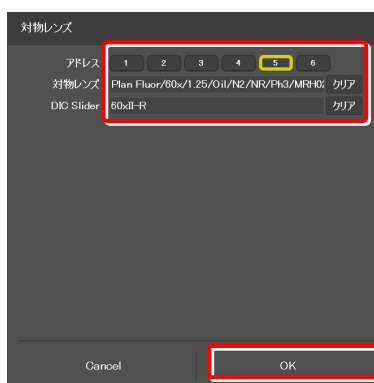 対物レンズ
アドレス 1 2 3 4 5 6
対物レンズ Plan Fluor/60x/1.25/Oil/N2/NR/Ph3/MRH02 クリア
DIC Slider 60xII-R クリア
Cancel OK